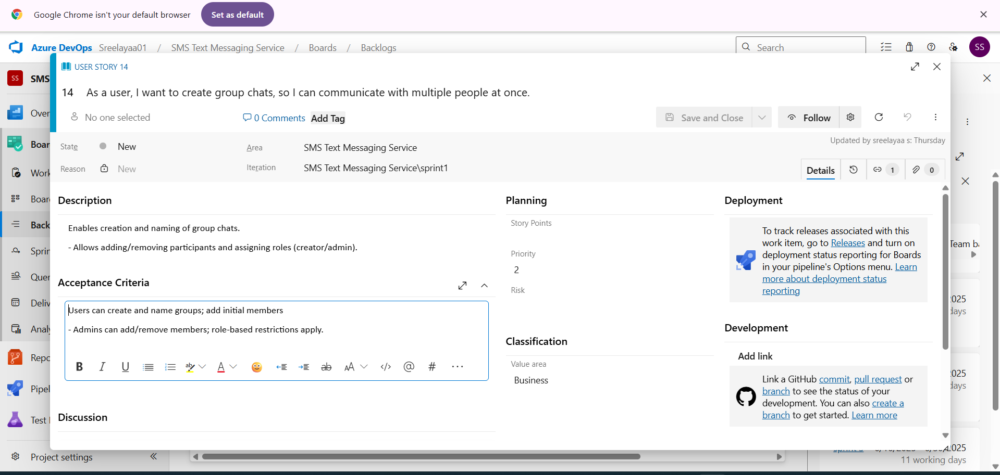 Google Chrome isn't your default browser
Set as default
Azure DevOps
Sreelayaa01 / SMS Text Messaging Service / Boards / Backlogs
Search
SS
SS SMS
Over
Boar
Work
Boar
Back
Sprin
Quer
Deliv
Analy
Repo
Pipel
Test
Project settings
USER STORY 14
14 As a user, I want to create group chats, so I can communicate with multiple people at once.
No one selected
0 Comments
Add Tag
Save and Close
Follow
State
New
Area
SMS Text Messaging Service
Updated by sreelayaa s: Thursday
Reason
New
Iteration
SMS Text Messaging Service\sprint1
Details
1
0
Description
Enables creation and naming of group chats.
- Allows adding/removing participants and assigning roles (creator/admin).
Acceptance Criteria
Users can create and name groups; add initial members
- Admins can add/remove members; role-based restrictions apply.
Discussion
Planning
Story Points
Priority
2
Risk
Classification
Value area
Business
Deployment
To track releases associated with this
work item, go to Releases and turn on
deployment status reporting for Boards
in your pipeline's Options menu. Learn
more about deployment status
reporting
Development
Add link
Link a GitHub commit, pull request or
branch to see the status of your
development. You can also create a
branch to get started. Learn more
Team ba
2025
days
2025
days
2025
11 working days